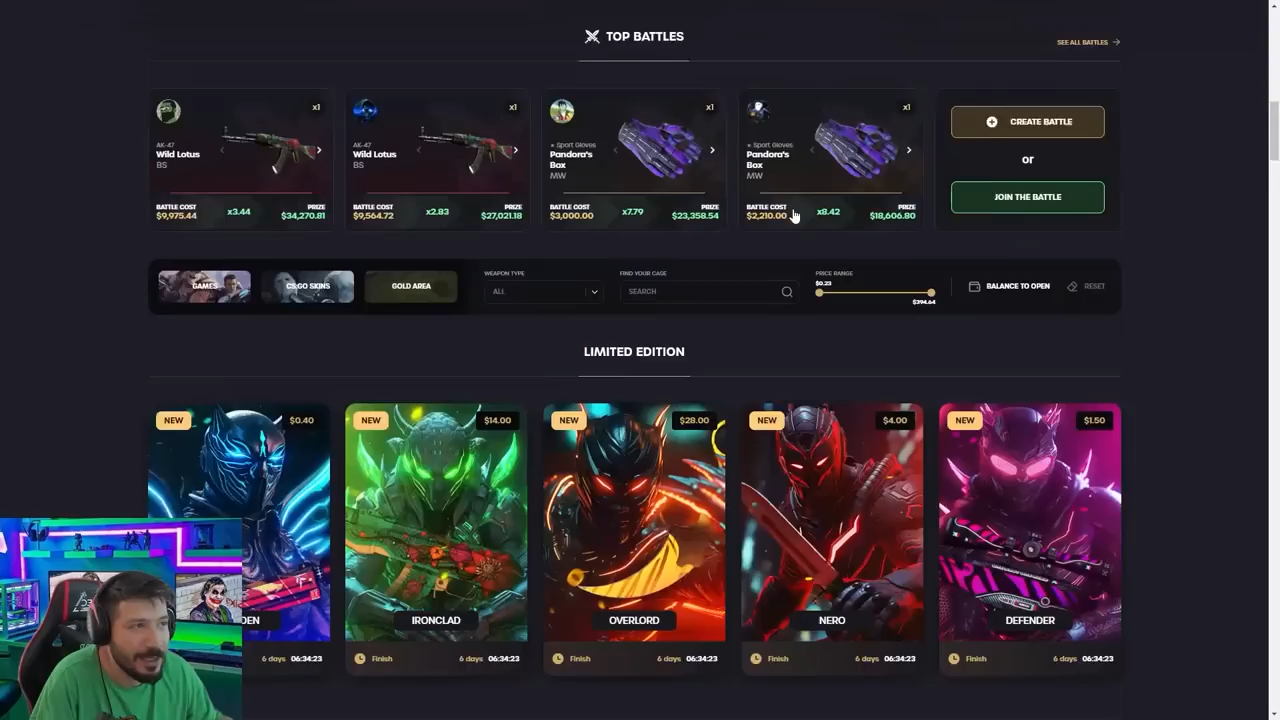 TOP BATTLES
SEE ALL BATTLES
x1
AK-47
Wild Lotus
BS
BATTLE COST
$9,975.44
x3.44
PRIZE
$34,270.81
x1
AK-47
Wild Lotus
BS
BATTLE COST
$9,564.72
x2.83
PRIZE
$27,021.18
x1
★ Sport Gloves
Pandora's
Box
MW
BATTLE COST
$3,000.00
x7.79
PRIZE
$23,358.54
x1
★ Sport Gloves
Pandora's
Box
MW
BATTLE COST
$2,210.00
x8.42
PRIZE
$18,606.80
CREATE BATTLE
or
JOIN THE BATTLE
GAMES
CS:GO SKINS
GOLD AREA
WEAPON TYPE
ALL
FIND YOUR CASE
SEARCH
PRICE RANGE
$0.23
$394.64
BALANCE TO OPEN
RESET
LIMITED EDITION
NEW
$0.40
DEN
6 days 06:34:23
NEW
$14.00
IRONCLAD
Finish
6 days 06:34:23
NEW
$28.00
OVERLORD
Finish
6 days 06:34:23
NEW
$4.00
NERO
Finish
6 days 06:34:23
NEW
$1.50
DEFENDER
Finish
6 days 06:34:23